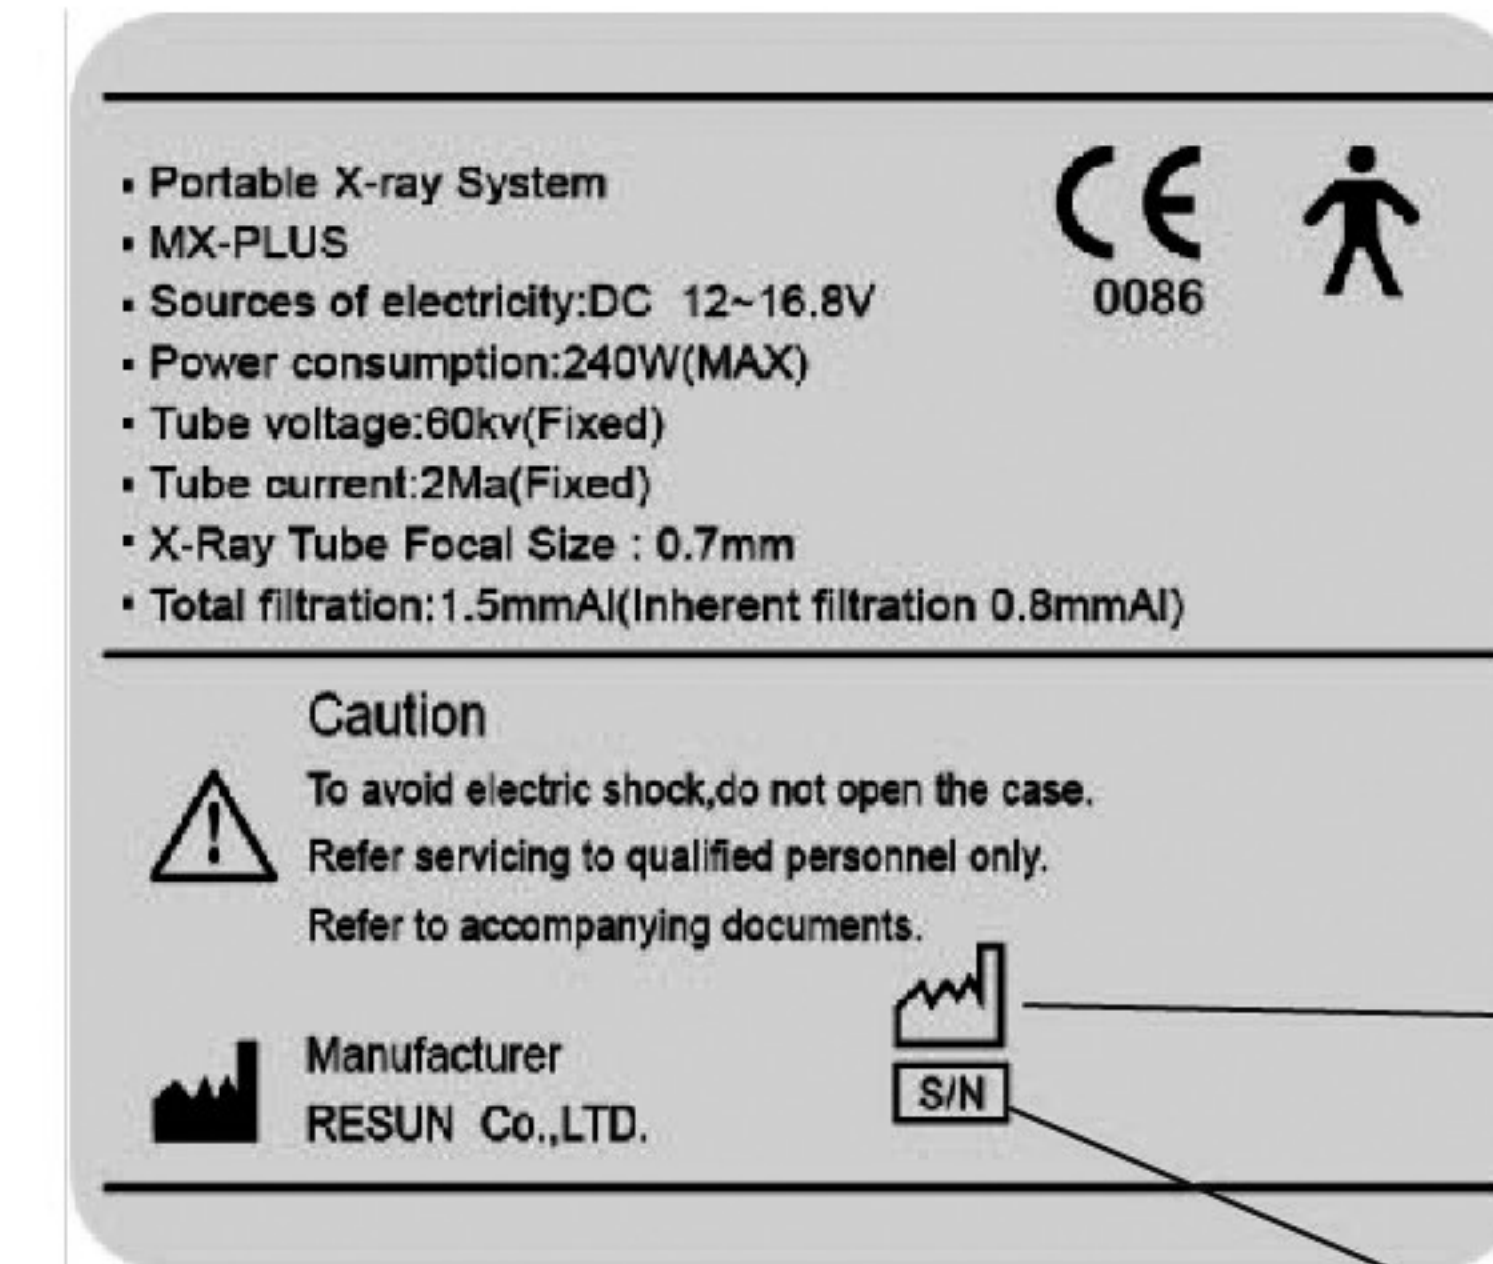 ▪ Portable X-ray System
▪ MX-PLUS
▪ Sources of electricity:DC 12~16.8V
▪ Power consumption:240W(MAX)
▪ Tube voltage:60kv(Fixed)
▪ Tube current:2Ma(Fixed)
▪ X-Ray Tube Focal Size : 0.7mm
▪ Total filtration:1.5mmAl(Inherent filtration 0.8mmAl)
CE
0086
Caution
To avoid electric shock,do not open the case.
Refer servicing to qualified personnel only.
Refer to accompanying documents.
Manufacturer
RESUN Co.,LTD.
S/N